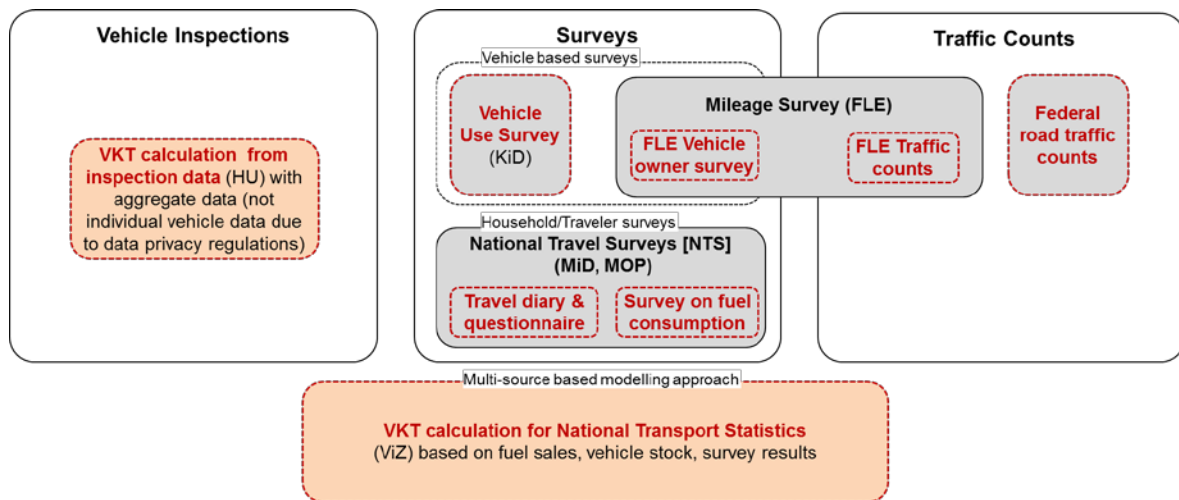 Vehicle Inspections
VKT calculation from
inspection data (HU) with
aggregate data (not
individual vehicle data due
to data privacy regulations)
Surveys
Vehicle based surveys
Vehicle
Use Survey
(KiD)
Mileage Survey (FLE)
FLE Vehicle
owner survey
FLE Traffic
counts
Household/Traveler surveys
National Travel Surveys [NTS]
(MiD, MOP)
Travel diary &
questionnaire
Survey on fuel
consumption
Traffic Counts
Federal
road traffic
counts
Multi-source based modelling approach
VKT calculation for National Transport Statistics
(ViZ) based on fuel sales, vehicle stock, survey results